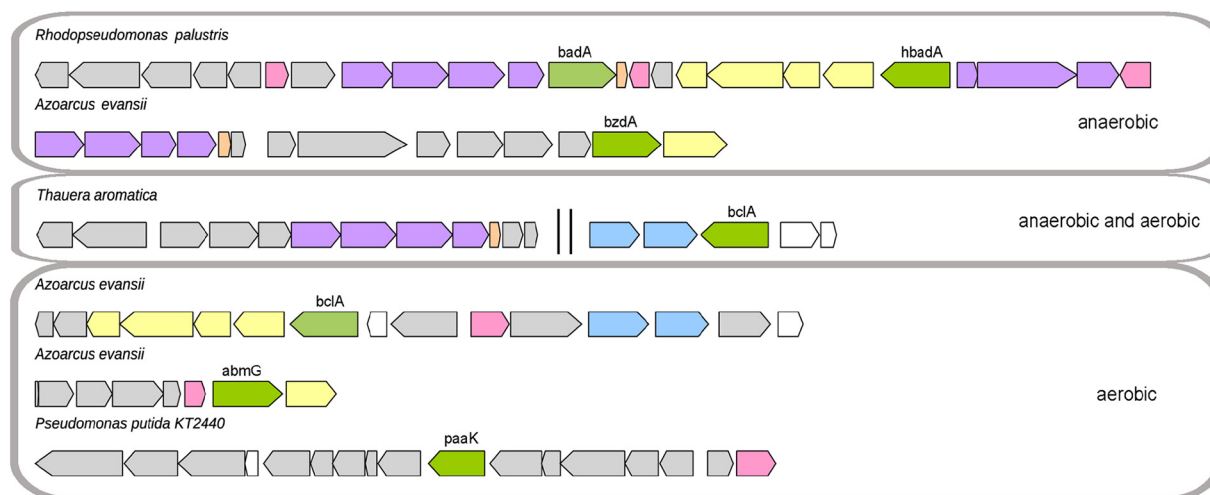 Rhodopseudomonas palustris
badA
hbadA
Azoarcus evansii
anaerobic
bzdA
Thauera aromatica
bclA
anaerobic and aerobic
Azoarcus evansii
bclA
Azoarcus evansii
abmG
aerobic
Pseudomonas putida KT2440
paaK